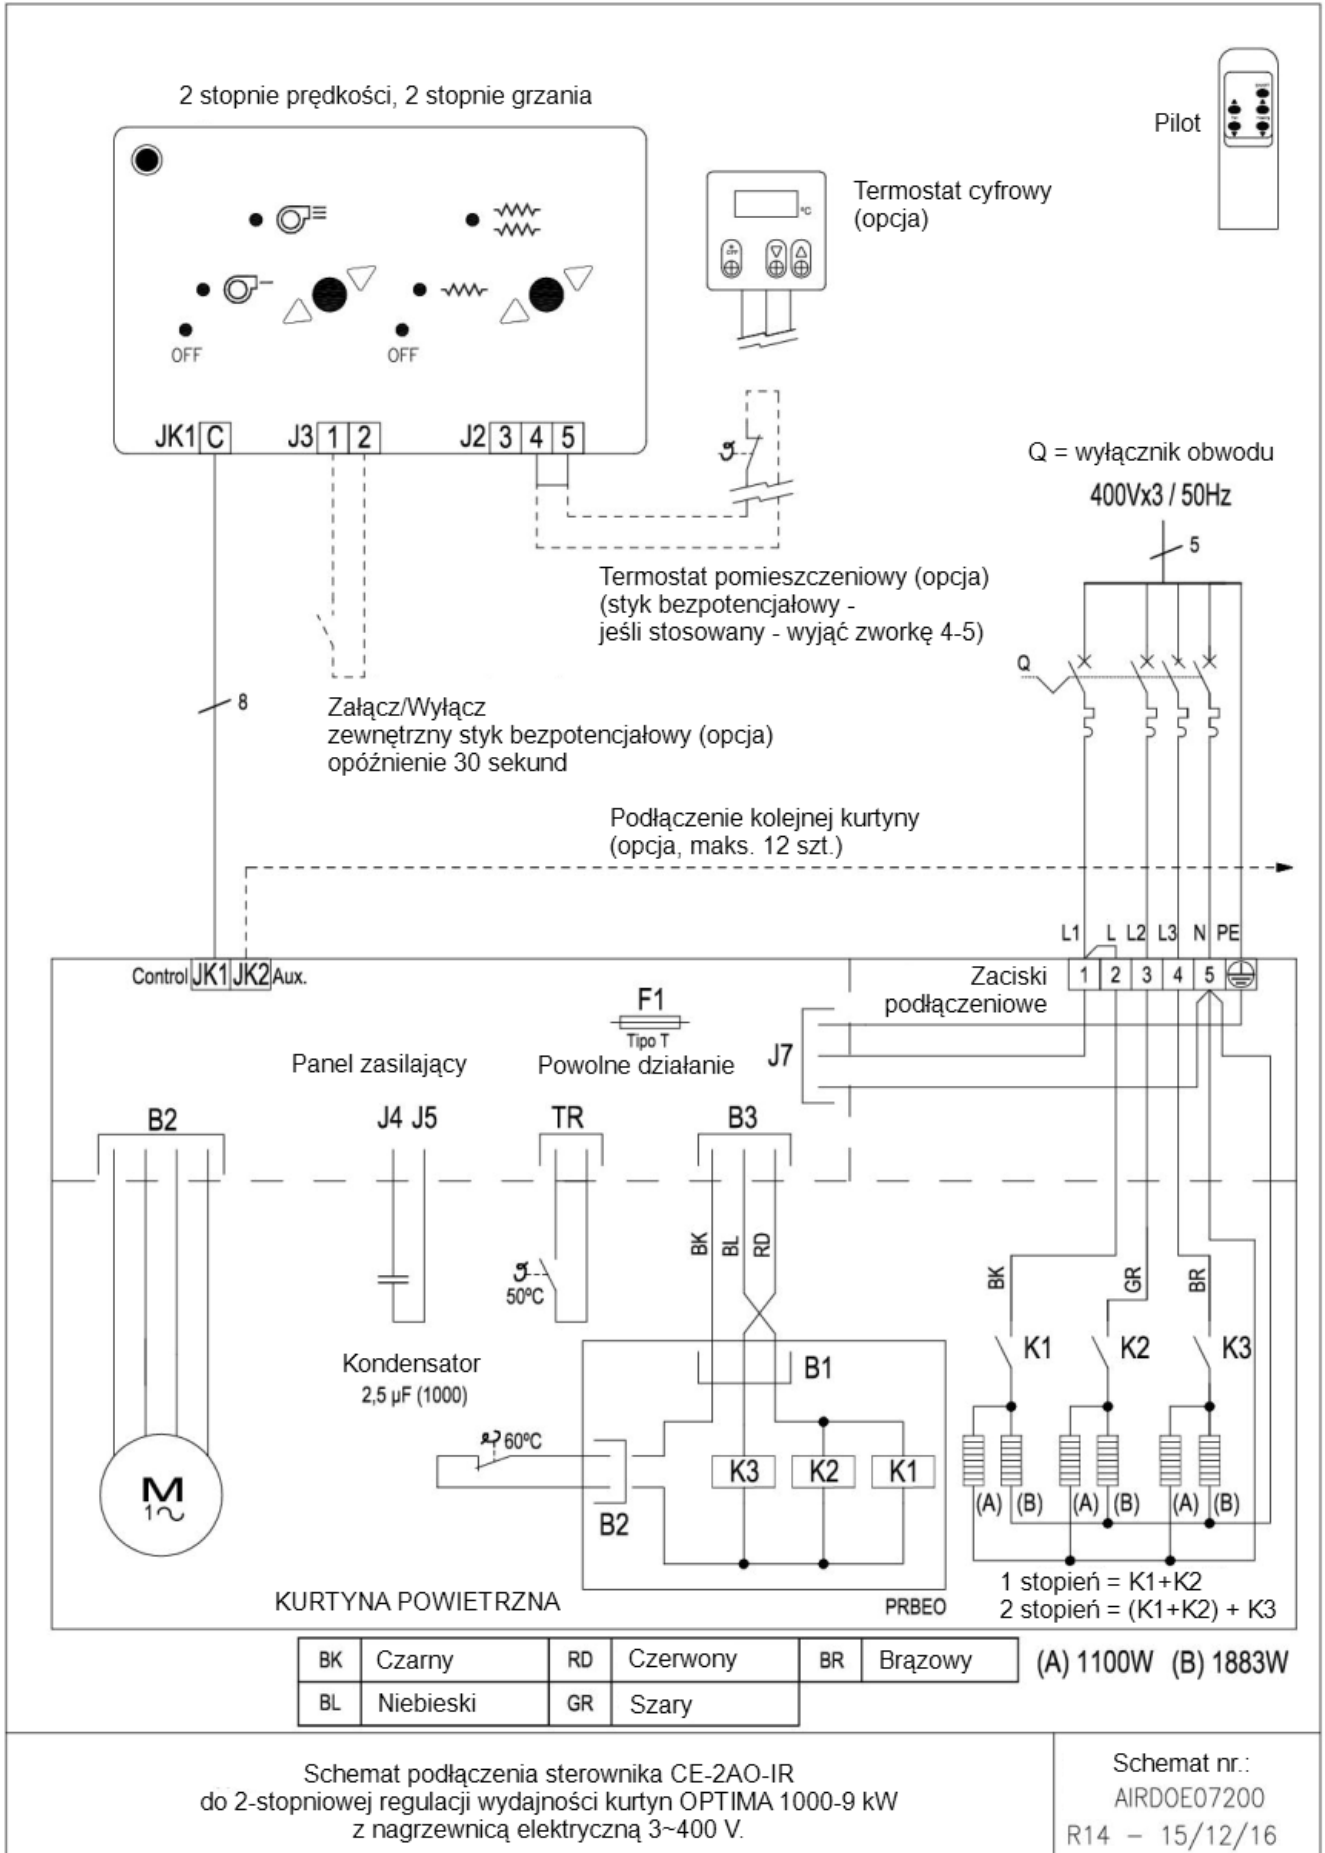 2 stopnie prędkości, 2 stopnie grzania
Pilot
Termostat cyfrowy
(opcja)
°C
OFF
OFF
OFF
JK1 C
J3 1 2
J2 3 4 5
Q = wyłącznik obwodu
400Vx3 / 50Hz
5
Termostat pomieszczeniowy (opcja)
(styk bezpotencjałowy -
jeśli stosowany - wyjąć zworkę 4-5)
Q
8
Załącz/Wyłącz
zewnętrzny styk bezpotencjałowy (opcja)
opóźnienie 30 sekund
Podłączenie kolejnej kurtyny
(opcja, maks. 12 szt.)
L1 L L2 L3 N PE
Control JK1 JK2 Aux.
Zaciski
podłączeniowe
1 2 3 4 5
F1
Tipo T
Powolne działanie
Panel zasilający
J7
B2
J4 J5
TR
B3
BK BL RD
50ºC
BK GR BR
Kondensator
2,5 µF (1000)
B1
K1 K2 K3
60ºC
B2
K3 K2 K1
(A) (B) (A) (B) (A) (B)
KURTYNA POWIETRZNA
PRBEO
M
1
1 stopień = K1+K2
2 stopień = (K1+K2) + K3
BK Czarny RD Czerwony BR Brązowy
BL Niebieski GR Szary
(A) 1100W (B) 1883W
Schemat podłączenia sterownika CE-2AO-IR
do 2-stopniowej regulacji wydajności kurtyn OPTIMA 1000-9 kW
z nagrzewnicą elektryczną 3~400 V.
Schemat nr.:
AIRDOE07200
R14 - 15/12/16